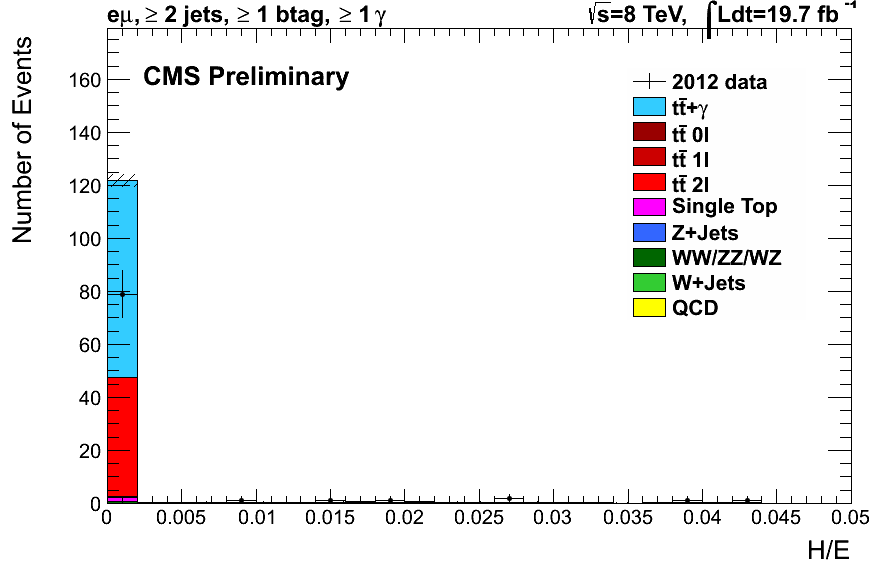 eμ, ≥ 2 jets, ≥ 1 btag, ≥ 1 γ
√s=8 TeV, ∫Ldt=19.7 fb⁻¹
CMS Preliminary
2012 data
tt̄+γ
tt̄ 0l
tt̄ 1l
tt̄ 2l
Single Top
Z+Jets
WW/ZZ/WZ
W+Jets
QCD
Number of Events
160
140
120
100
80
60
40
20
0
0 0.005 0.01 0.015 0.02 0.025 0.03 0.035 0.04 0.045 0.05
H/E